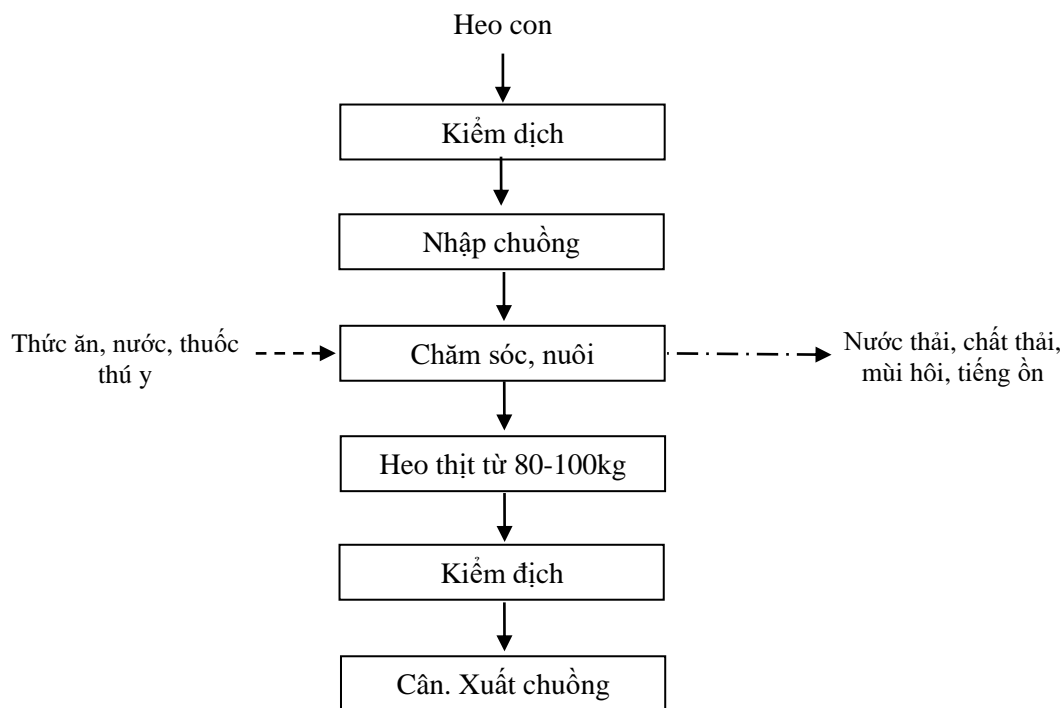 Heo con
Kiểm dịch
Nhập chuồng
Thức ăn, nước, thuốc
thú y
Chăm sóc, nuôi
Nước thải, chất thải,
mùi hôi, tiếng ồn
Heo thịt từ 80-100kg
Kiểm địch
Cân. Xuất chuồng